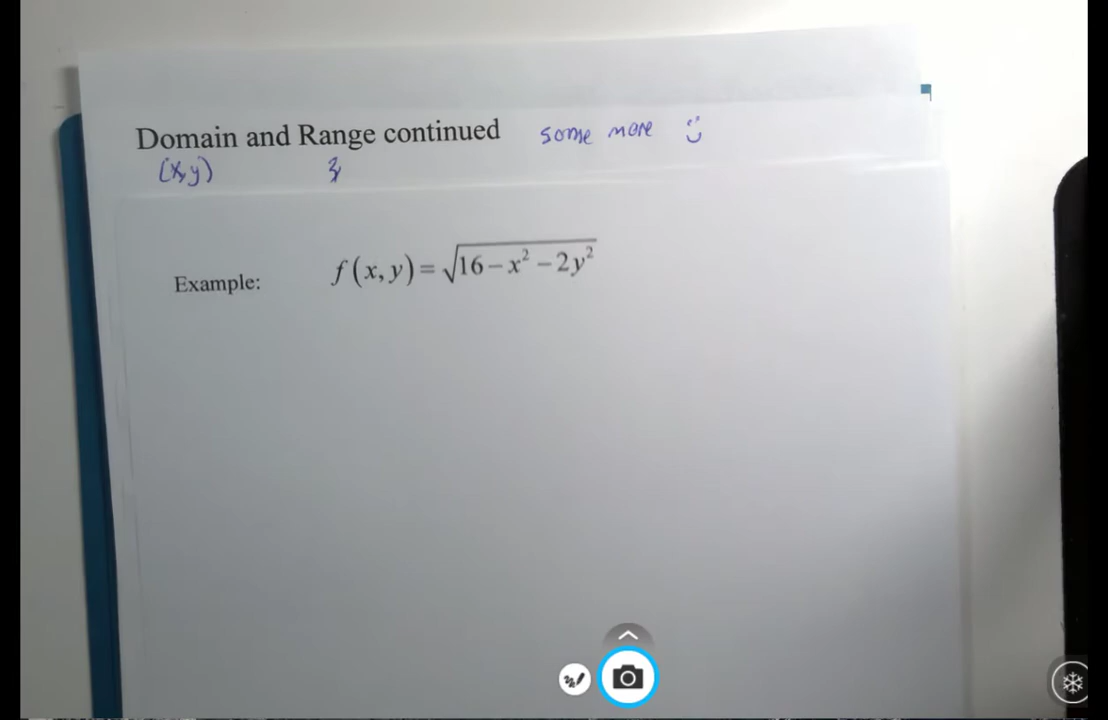 Domain and Range continued some more :)
(x,y) z
Example: f(x,y) = √16 − x² − 2y²